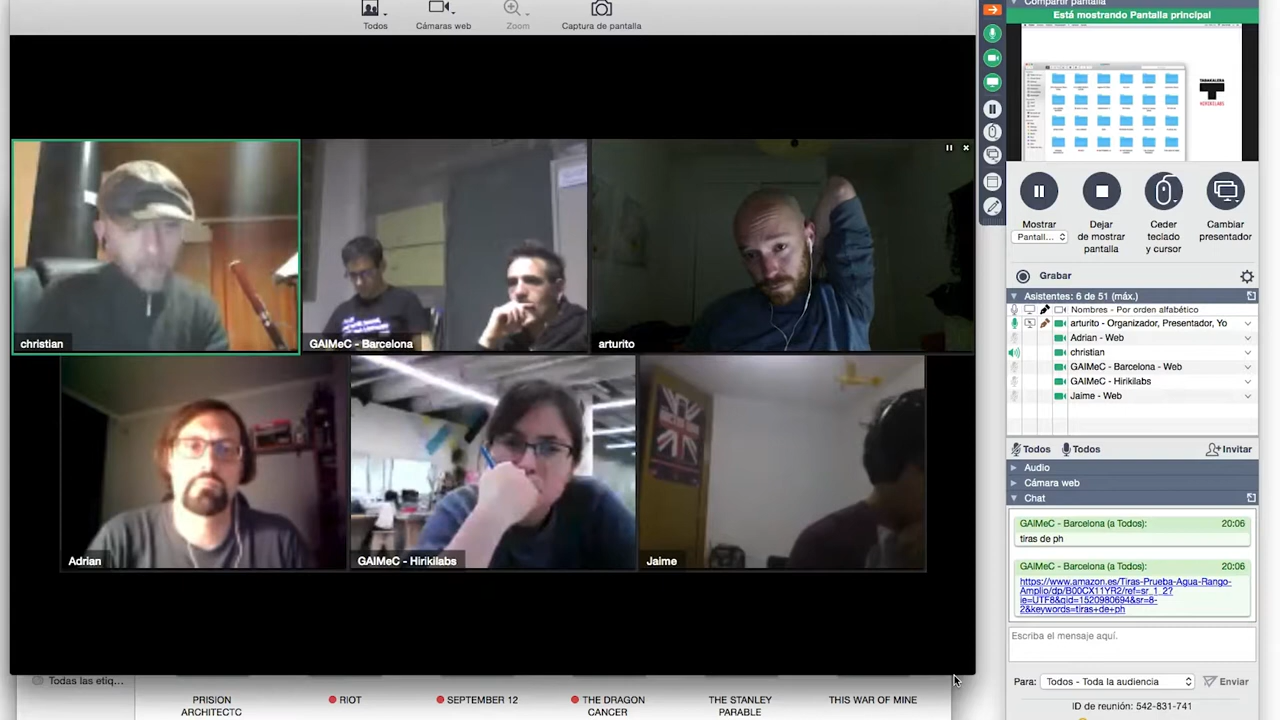 Compartir pantalla
Está mostrando Pantalla principal
Todos
Cámaras web
Zoom
Captura de pantalla
TABAKALERA
HIRIKILABS
christian
GAIMeC - Barcelona
arturito
Adrian
GAIMeC - Hirikilabs
Jaime
Mostrar
Pantall...
Dejar
de mostrar
pantalla
Ceder
teclado
y cursor
Cambiar
presentador
Grabar
Asistentes: 6 de 51 (máx.)
Nombres - Por orden alfabético
arturito - Organizador, Presentador, Yo
Adrian - Web
christian
GAIMeC - Barcelona - Web
GAIMeC - Hirikilabs
Jaime - Web
Todos
Todos
Invitar
Audio
Cámara web
Chat
GAIMeC - Barcelona (a Todos): 20:06
tiras de ph
GAIMeC - Barcelona (a Todos): 20:06
https://www.amazon.es/Tiras-Prueba-Agua-Rango-
Amplio/dp/B00CX11YR2/ref=sr_1_2?
ie=UTF8&qid=1520980694&sr=8-
2&keywords=tiras+de+ph
Escriba el mensaje aquí.
Para: Todos - Toda la audiencia
Enviar
ID de reunión: 542-831-741
Todas las etiq...
PRISION
ARCHITECTC
RIOT
SEPTEMBER 12
THE DRAGON
CANCER
THE STANLEY
PARABLE
THIS WAR OF MINE